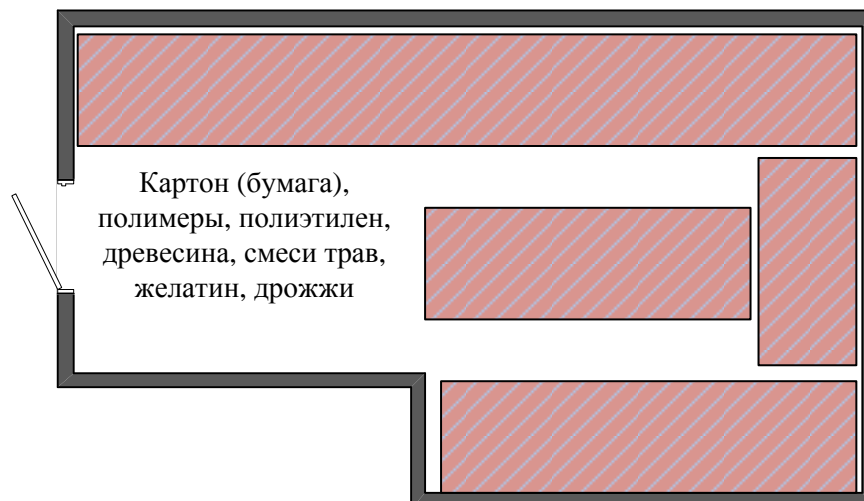 Картон (бумага),
полимеры, полиэтилен,
древесина, смеси трав,
желатин, дрожжи